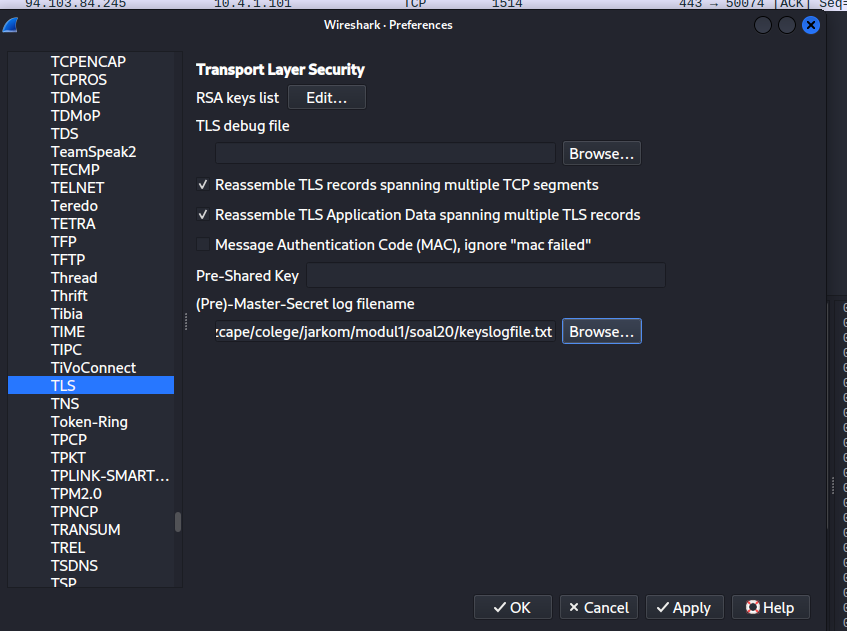 94.103.84.245 10.4.1.101 TCP 1514 443 → 50074 [ACK] Seq=
Wireshark · Preferences
TCPENCAP
TCPROS
TDMoE
TDMoP
TDS
TeamSpeak2
TECMP
TELNET
Teredo
TETRA
TFP
TFTP
Thread
Thrift
Tibia
TIME
TIPC
TiVoConnect
TLS
TNS
Token-Ring
TPCP
TPKT
TPLINK-SMART...
TPM2.0
TPNCP
TRANSUM
TREL
TSDNS
TSP
Transport Layer Security
RSA keys list Edit...
TLS debug file
Browse...
Reassemble TLS records spanning multiple TCP segments
Reassemble TLS Application Data spanning multiple TLS records
Message Authentication Code (MAC), ignore "mac failed"
Pre-Shared Key
(Pre)-Master-Secret log filename
zcape/colege/jarkom/modul1/soal20/keyslogfile.txt Browse...
OK Cancel Apply Help